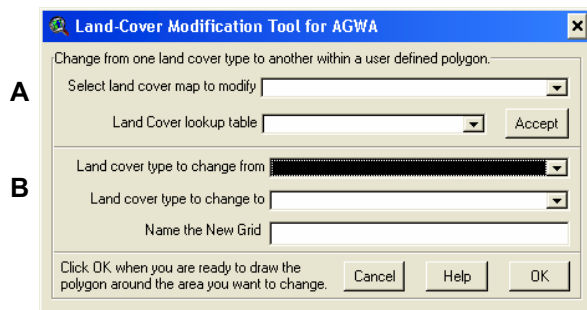 Land-Cover Modification Tool for AGWA
Change from one land cover type to another within a user defined polygon.
A
Select land cover map to modify
Land Cover lookup table
Accept
B
Land cover type to change from
Land cover type to change to
Name the New Grid
Click OK when you are ready to draw the
polygon around the area you want to change.
Cancel
Help
OK